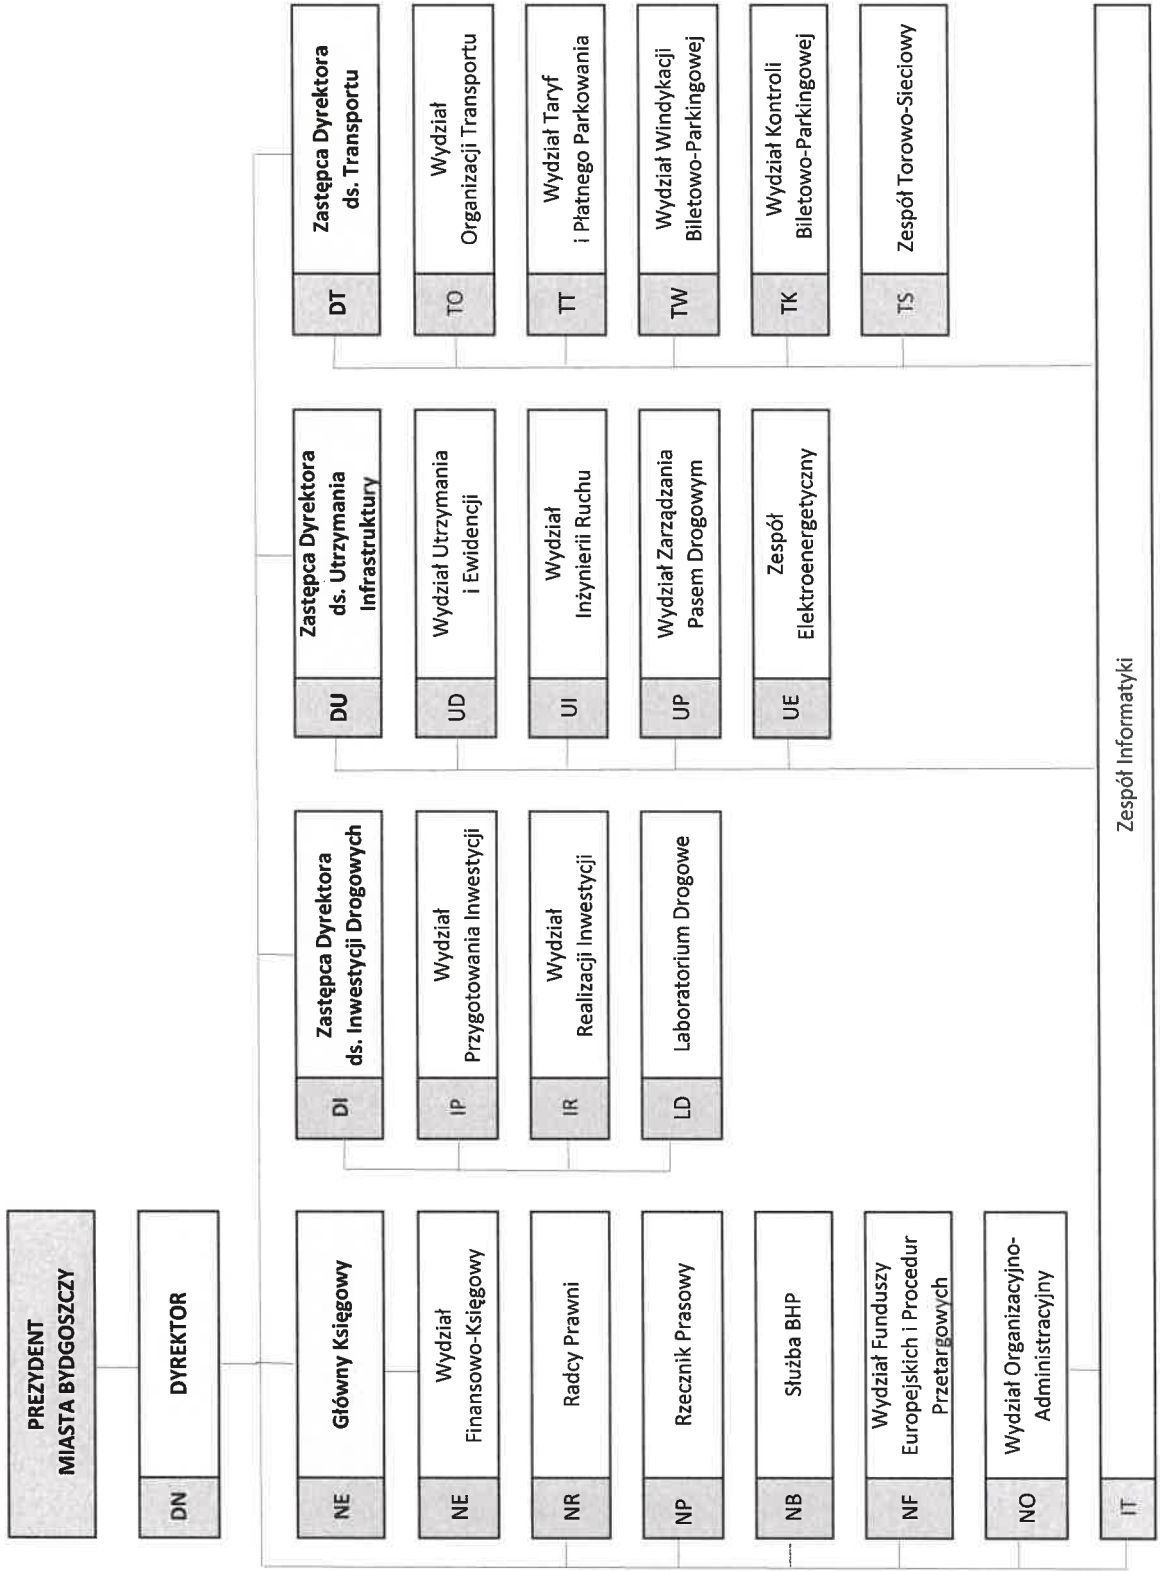 PREZYDENT
MIASTA BYDGOSZCZY
DN
DYREKTOR
NE
Główny Księgowy
NE
Wydział
Finansowo-Księgowy
NR
Radcy Prawni
NP
Rzecznik Prasowy
NB
Służba BHP
NF
Wydział Funduszy
Europejskich i Procedur
Przetargowych
NO
Wydział Organizacyjno-
Administracyjny
DI
Zastępca Dyrektora
ds. Inwestycji Drogowych
IP
Wydział
Przygotowania Inwestycji
IR
Wydział
Realizacji Inwestycji
LD
Laboratorium Drogowe
DU
Zastępca Dyrektora
ds. Utrzymania
Infrastruktury
UD
Wydział Utrzymania
i Ewidencji
UI
Wydział
Inżynierii Ruchu
UP
Wydział Zarządzania
Pasem Drogowym
UE
Zespół
Elektroenergetyczny
DT
Zastępca Dyrektora
ds. Transportu
TO
Wydział
Organizacji Transportu
TT
Wydział Taryf
i Płatnego Parkowania
TW
Wydział Windykacji
Biletowo-Parkingowej
TK
Wydział Kontroli
Biletowo-Parkingowej
TS
Zespół Torowo-Sieciowy
IT
Zespół Informatyki